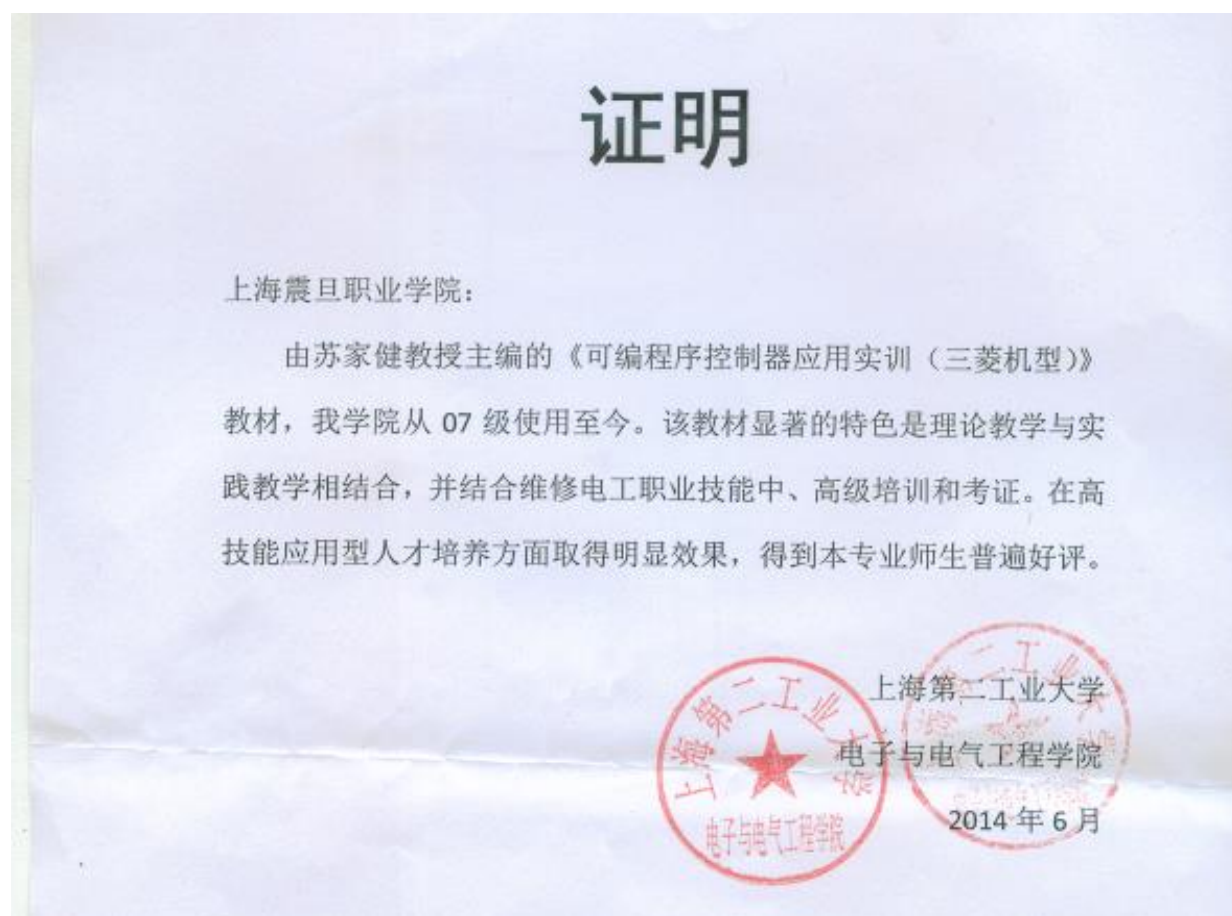 证明
上海震旦职业学院：
由苏家健教授主编的《可编程序控制器应用实训（三菱机型）》
教材，我学院从 07 级使用至今。该教材显著的特色是理论教学与实
践教学相结合，并结合维修电工职业技能中、高级培训和考证。在高
技能应用型人才培养方面取得明显效果，得到本专业师生普遍好评。
上海第二工业大学
电子与电气工程学院
2014 年 6 月
上海第二工业大学
电子与电气工程学院